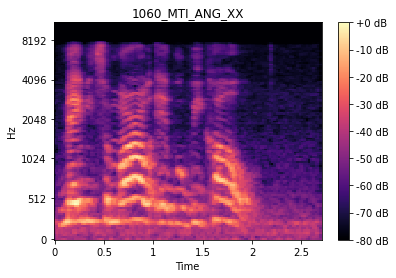 1060_MTI_ANG_XX
+0 dB
8192
-10 dB
4096
-20 dB
-30 dB
2048
Hz
-40 dB
1024
-50 dB
512
-60 dB
-70 dB
0
-80 dB
0 0.5 1 1.5 2 2.5
Time